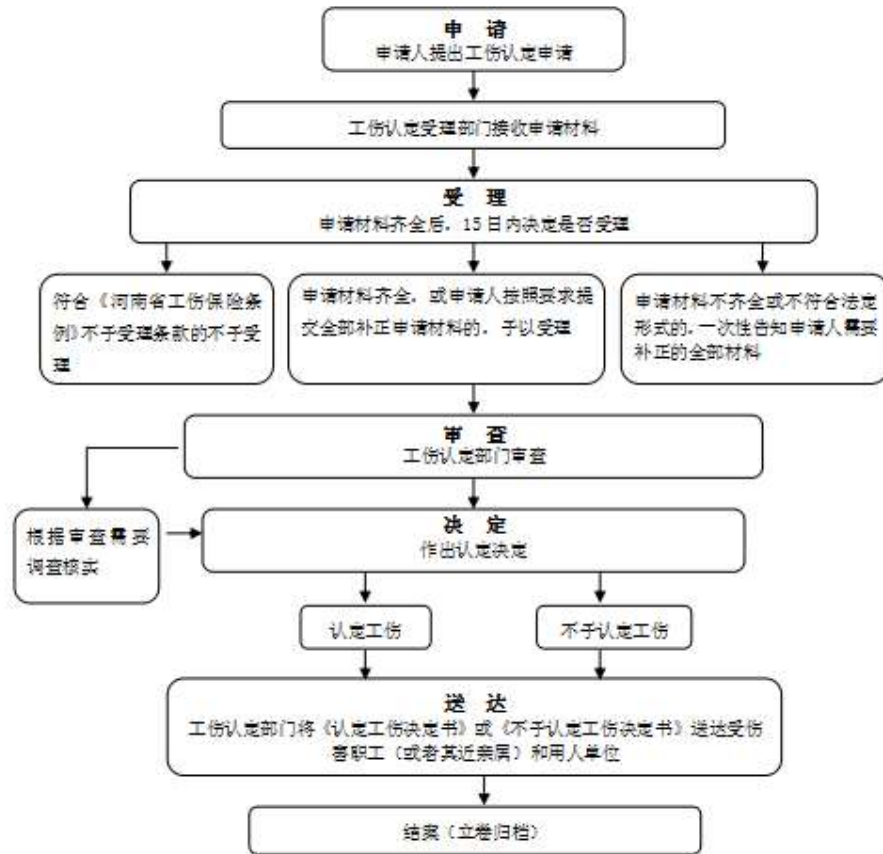 申 请
申请人提出工伤认定申请
工伤认定受理部门接收申请材料
受 理
申请材料齐全后，15日内决定是否受理
符合《河南省工伤保险条
例》不予受理条款的不予受
理
申请材料齐全，或申请人按照要求提
交全部补正申请材料的，予以受理
申请材料不齐全或不符合法定
形式的，一次性告知申请人需要
补正的全部材料
审 查
工伤认定部门审查
根据审查需要
调查核实
决 定
作出认定决定
认定工伤
不予认定工伤
送 达
工伤认定部门将《认定工伤决定书》或《不予认定工伤决定书》送达受伤
害职工（或者其近亲属）和用人单位
结案（立卷归档）